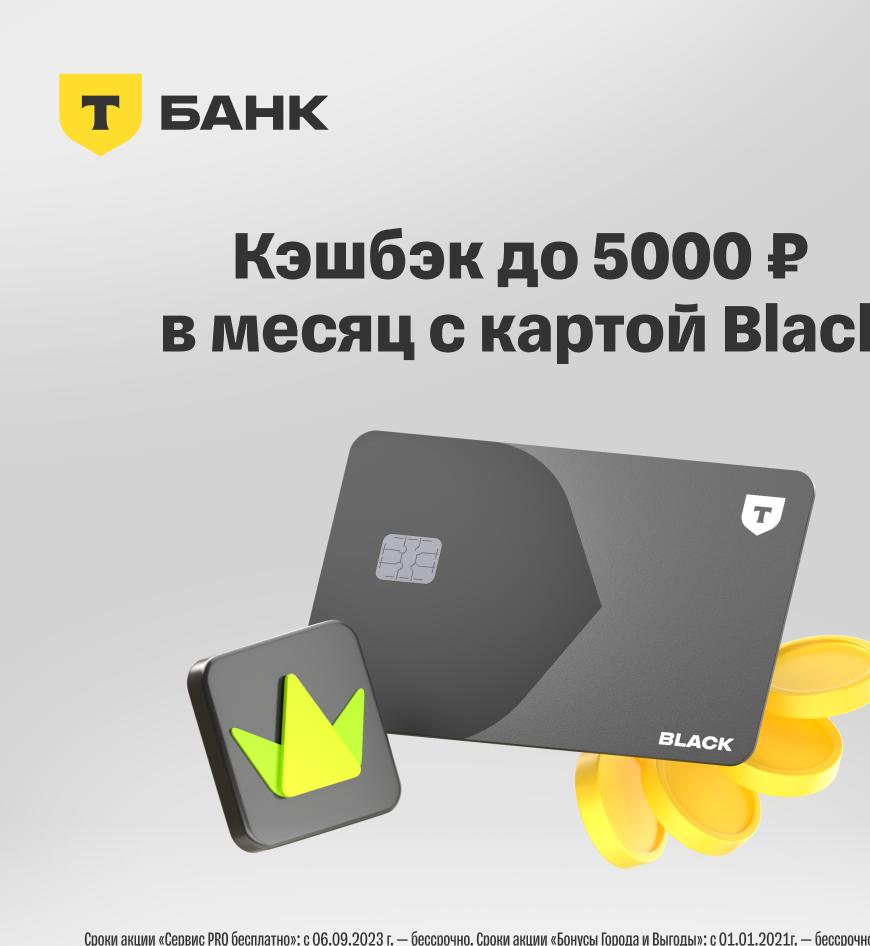 Т БАНК
Кэшбэк до 5000 ₽
в месяц с картой Black
Т
BLACK
Сроки акции «Сервис PRO бесплатно»: с 06.09.2023 г. — бессрочно. Сроки акции «Бонусы Города и Выгоды»: с 01.01.2021г. — бессрочно